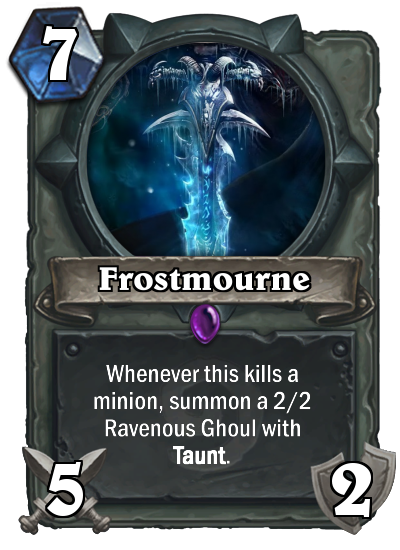 7
Frostmourne
Whenever this kills a
minion, summon a 2/2
Ravenous Ghoul with
Taunt.
5
2